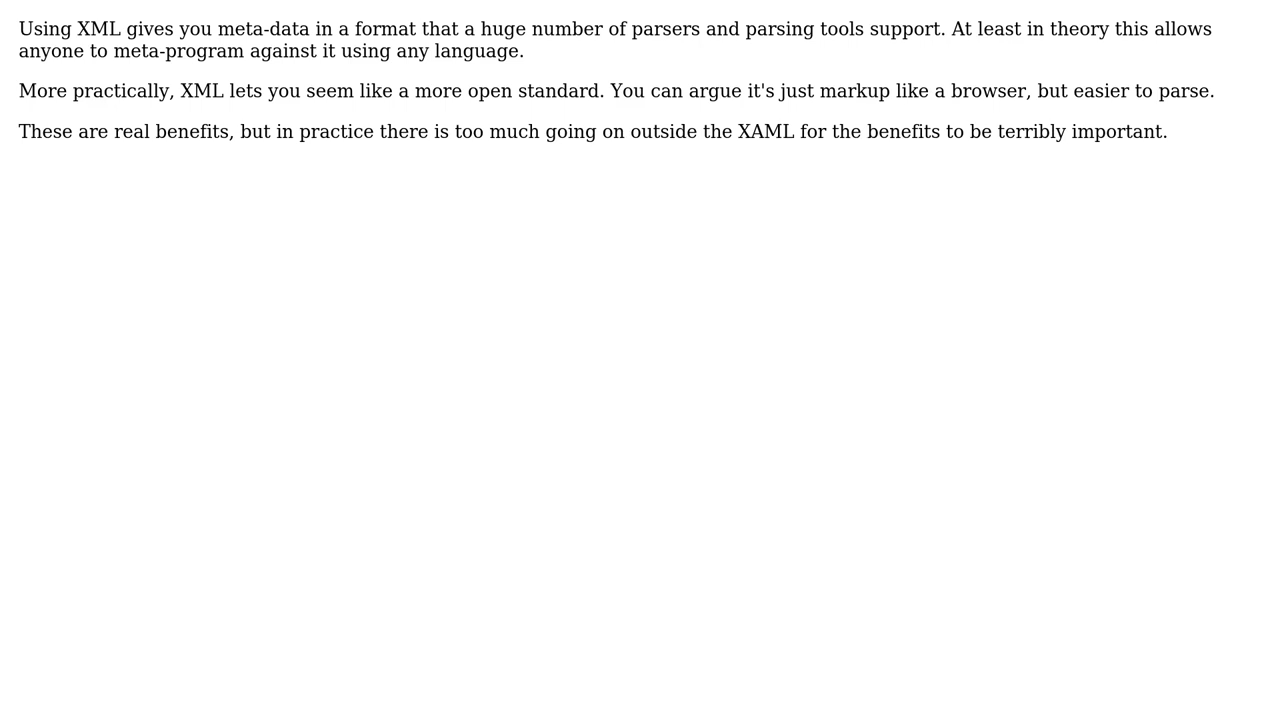 Using XML gives you meta-data in a format that a huge number of parsers and parsing tools support. At least in theory this allows
anyone to meta-program against it using any language.
More practically, XML lets you seem like a more open standard. You can argue it's just markup like a browser, but easier to parse.
These are real benefits, but in practice there is too much going on outside the XAML for the benefits to be terribly important.